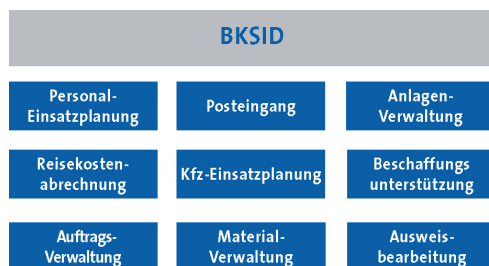 BKSID
Personal-
Einsatzplanung
Posteingang
Anlagen-
Verwaltung
Reisekosten-
abrechnung
Kfz-Einsatzplanung
Beschaffungs
unterstützung
Auftrags-
Verwaltung
Material-
Verwaltung
Ausweis-
bearbeitung